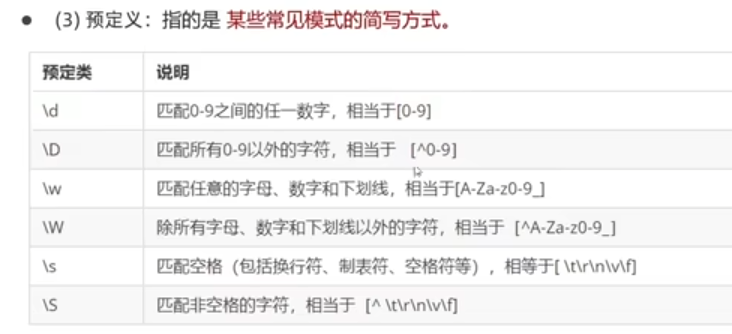 (3) 预定义：指的是 某些常见模式的简写方式。
预定类 说明
\d 匹配0-9之间的任一数字，相当于[0-9]
\D 匹配所有0-9以外的字符，相当于 [^0-9]
\w 匹配任意的字母、数字和下划线，相当于[A-Za-z0-9_]
\W 除所有字母、数字和下划线以外的字符，相当于 [^A-Za-z0-9_]
\s 匹配空格（包括换行符、制表符、空格符等），相等于[ \t\r\n\v\f]
\S 匹配非空格的字符，相当于 [^ \t\r\n\v\f]